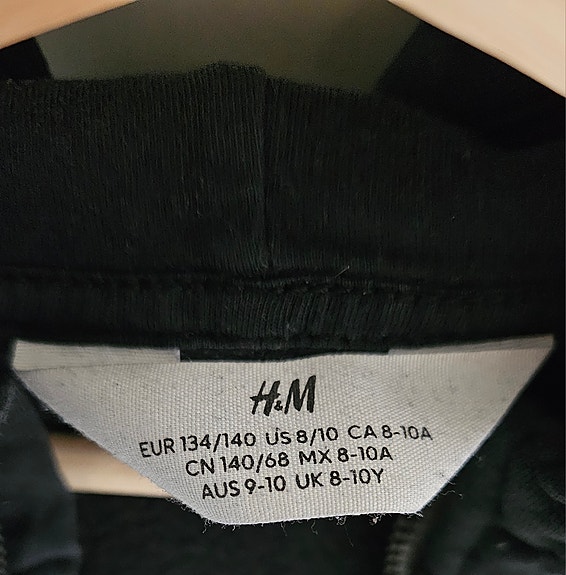 H&M
EUR 134/140 US 8/10 CA 8-10A
CN 140/68 MX 8-10A
AUS 9-10 UK 8-10Y